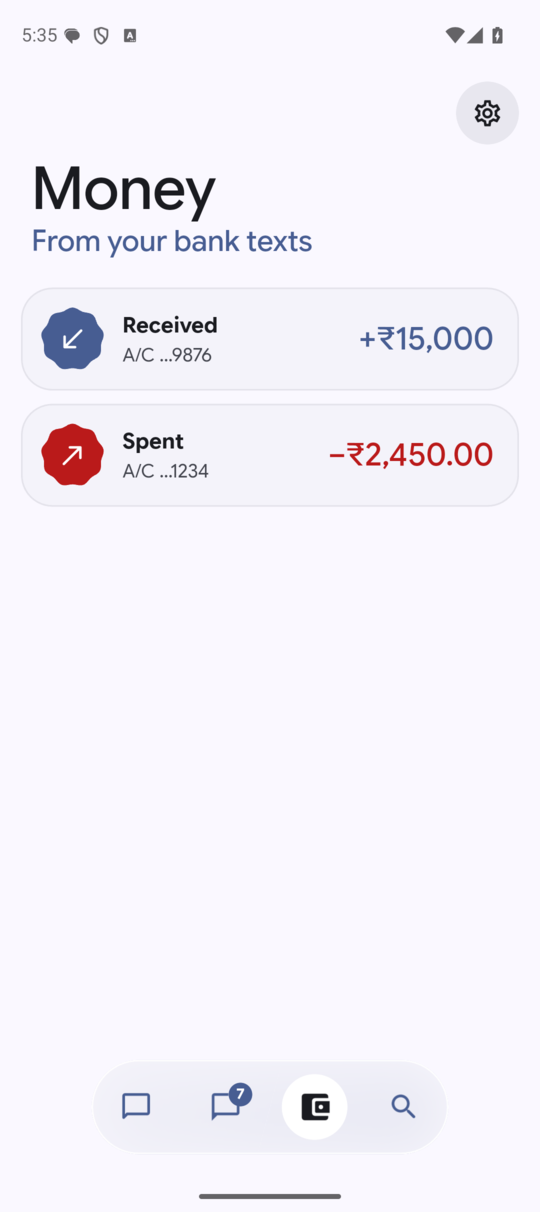 5:35
Money
From your bank texts
Received
A/C ...9876
+₹15,000
Spent
A/C ...1234
–₹2,450.00
7